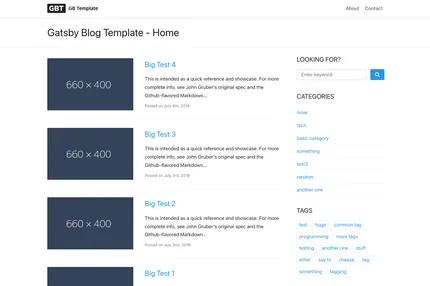 GBT GB Template
About Contact
Gatsby Blog Template - Home
660 × 400
Big Test 4
This is intended as a quick reference and showcase. For more
complete info, see John Gruber's original spec and the
Github-flavored Markdown...
Posted on July 4th, 2018
660 × 400
Big Test 3
This is intended as a quick reference and showcase. For more
complete info, see John Gruber's original spec and the
Github-flavored Markdown...
Posted on July 3rd, 2018
660 × 400
Big Test 2
This is intended as a quick reference and showcase. For more
complete info, see John Gruber's original spec and the
Github-flavored Markdown...
Posted on July 2nd, 2018
Big Test 1
LOOKING FOR?
Enter keyword
CATEGORIES
tech
basic category
something
test3
random
another one
TAGS
test huge common tag
programming more tags
testing another one stuff
other say hi cheese tag
something tagging